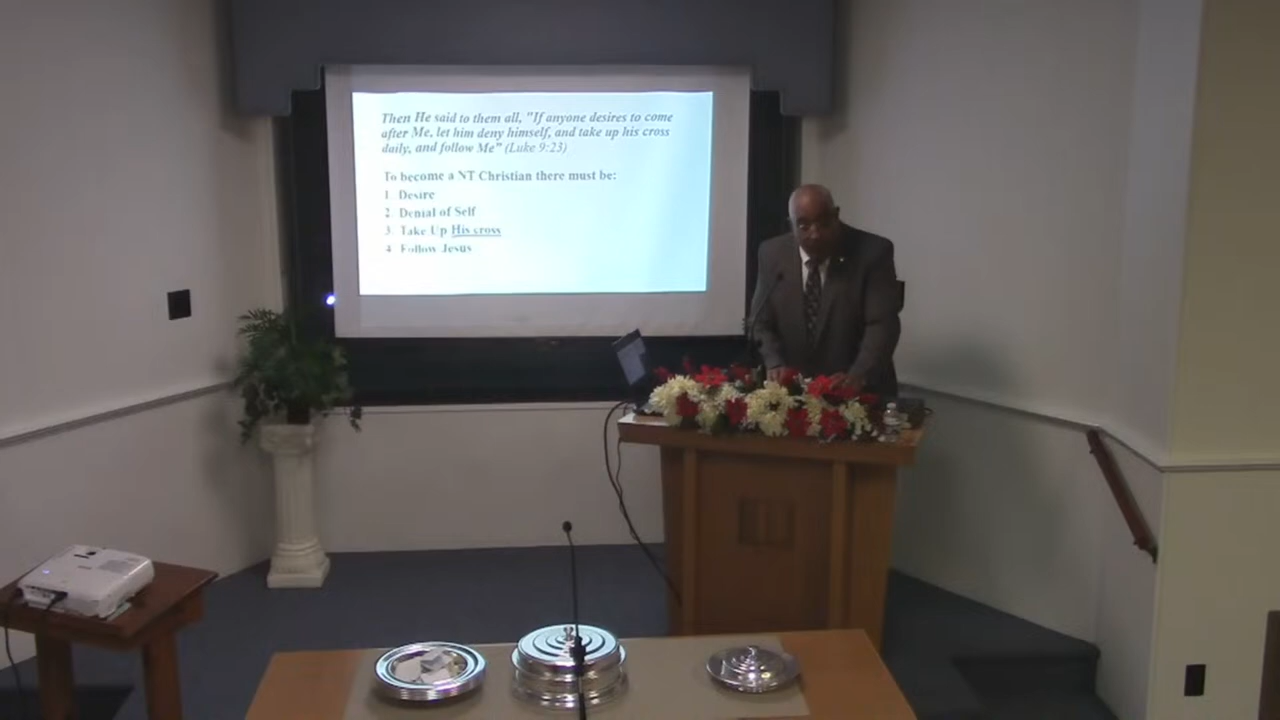 Then He said to them all, "If anyone desires to come
after Me, let him deny himself, and take up his cross
daily, and follow Me" (Luke 9:23)
To become a NT Christian there must be:
1 Desire
2. Denial of Self
3. Take Up His cross
4 Follow Jesus